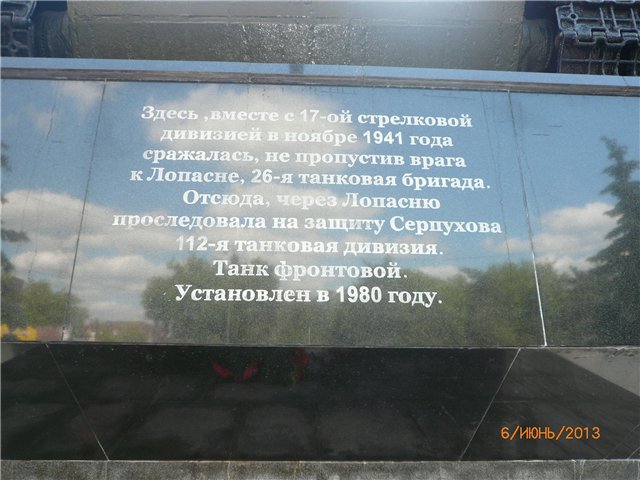 Здесь ,вместе с 17-ой стрелковой
дивизией в ноябре 1941 года
сражалась, не пропустив врага
к Лопасне, 26-я танковая бригада.
Отсюда, через Лопасню
проследовала на защиту Серпухова
112-я танковая дивизия.
Танк фронтовой.
Установлен в 1980 году.
6/ИЮНЬ/2013